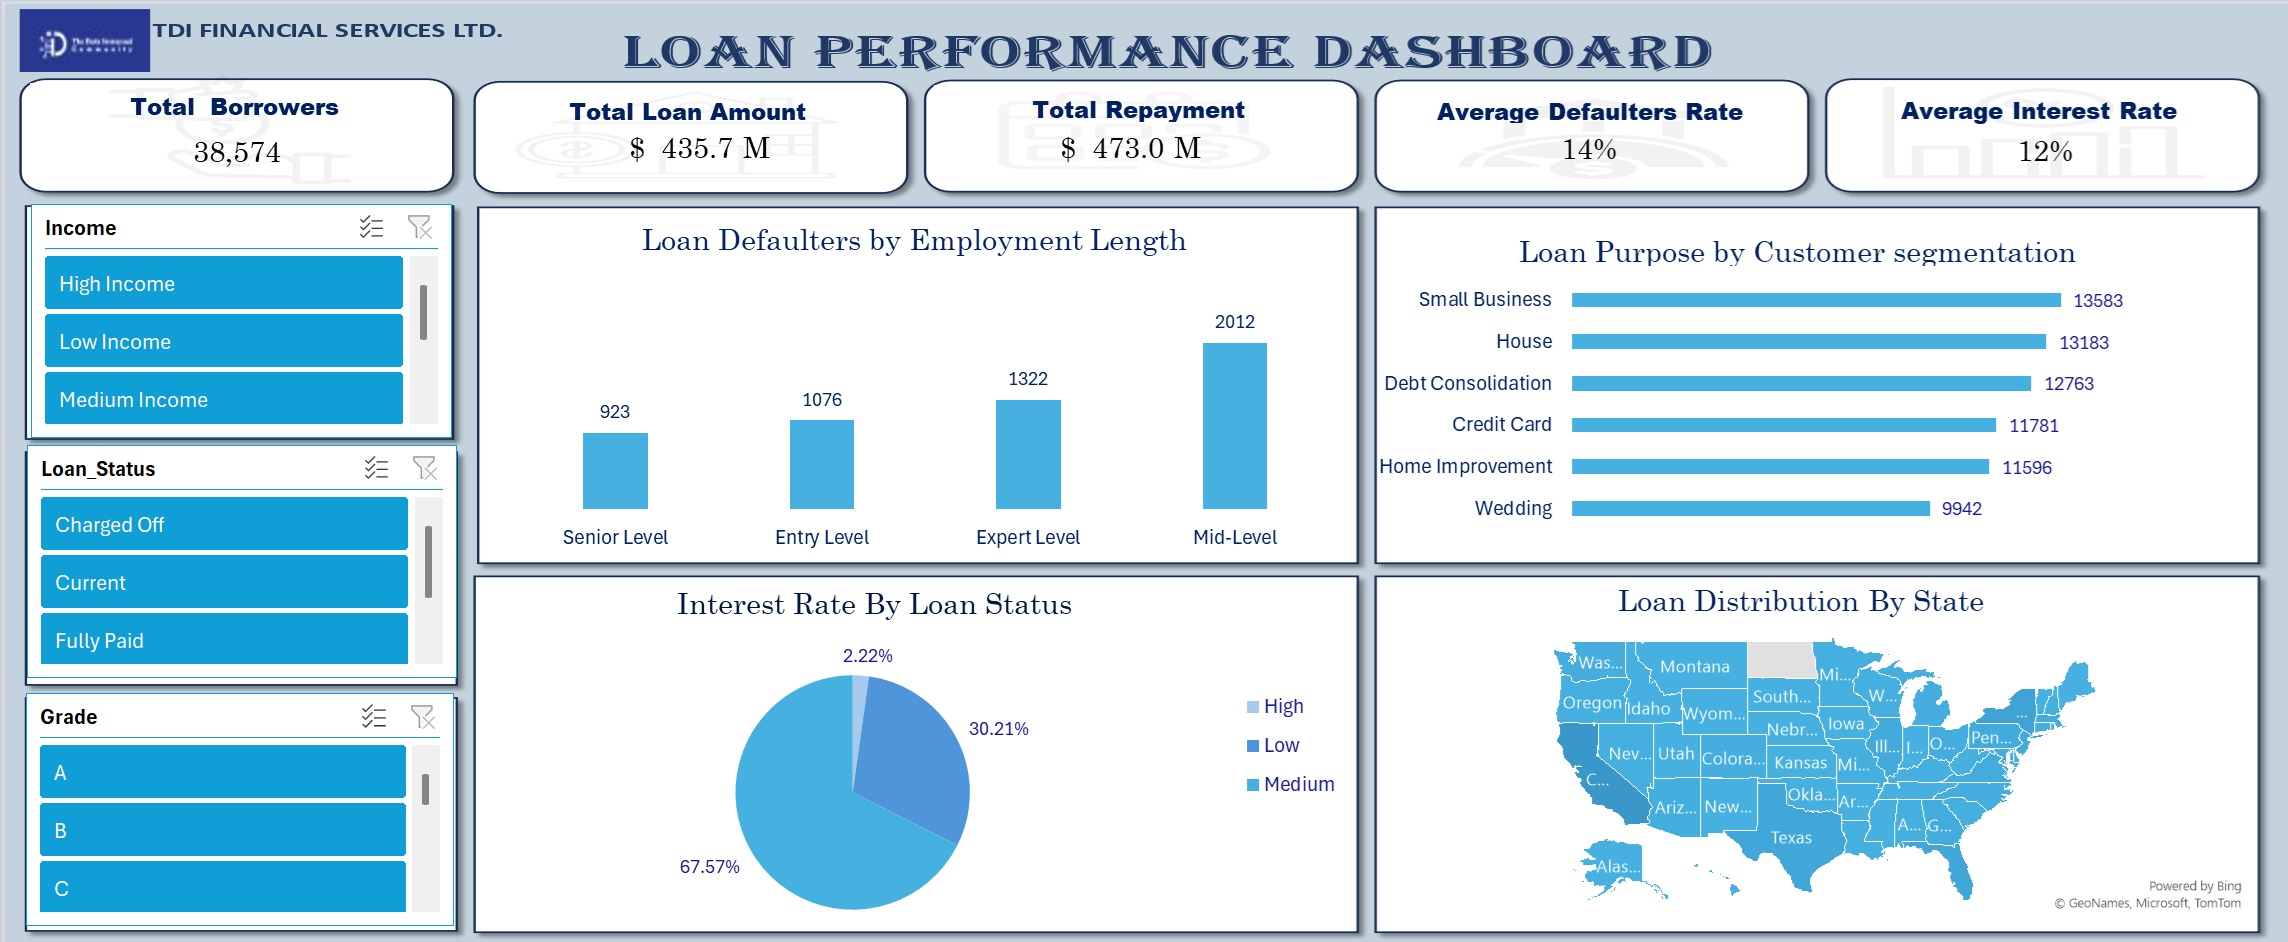 The Data Immersed
Community
TDI FINANCIAL SERVICES LTD.
LOAN PERFORMANCE DASHBOARD
Total Borrowers
38,574
Total Loan Amount
$ 435.7 M
Total Repayment
$ 473.0 M
Average Defaulters Rate
14%
Average Interest Rate
12%
Income
High Income
Low Income
Medium Income
Loan_Status
Charged Off
Current
Fully Paid
Grade
A
B
C
Loan Defaulters by Employment Length
923
1076
1322
2012
Senior Level
Entry Level
Expert Level
Mid-Level
Loan Purpose by Customer segmentation
Small Business 13583
House 13183
Debt Consolidation 12763
Credit Card 11781
Home Improvement 11596
Wedding 9942
Interest Rate By Loan Status
2.22%
30.21%
67.57%
High
Low
Medium
Loan Distribution By State
Was...
Montana
Mi...
Oregon
Idaho
South...
W...
Wyom...
...
Nebr...
Iowa
Nev...
Utah
Colora...
Kansas
Mi...
Ill...
I...
O...
Pen...
C...
Ariz...
New...
Okla...
Ar...
Texas
A...
G...
Alas...
Powered by Bing
© GeoNames, Microsoft, TomTom